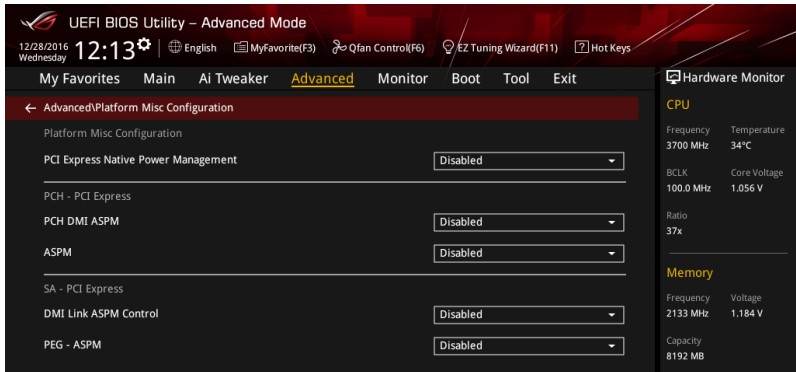 UEFI BIOS Utility – Advanced Mode
12/28/2016 Wednesday 12:13 English MyFavorite(F3) Qfan Control(F6) EZ Tuning Wizard(F11) ? Hot Keys
My Favorites Main Ai Tweaker Advanced Monitor Boot Tool Exit
← Advanced\Platform Misc Configuration
Platform Misc Configuration
PCI Express Native Power Management Disabled
PCH - PCI Express
PCH DMI ASPM Disabled
ASPM Disabled
SA - PCI Express
DMI Link ASPM Control Disabled
PEG - ASPM Disabled
Hardware Monitor
CPU
Frequency Temperature
3700 MHz 34°C
BCLK Core Voltage
100.0 MHz 1.056 V
Ratio
37x
Memory
Frequency Voltage
2133 MHz 1.184 V
Capacity
8192 MB